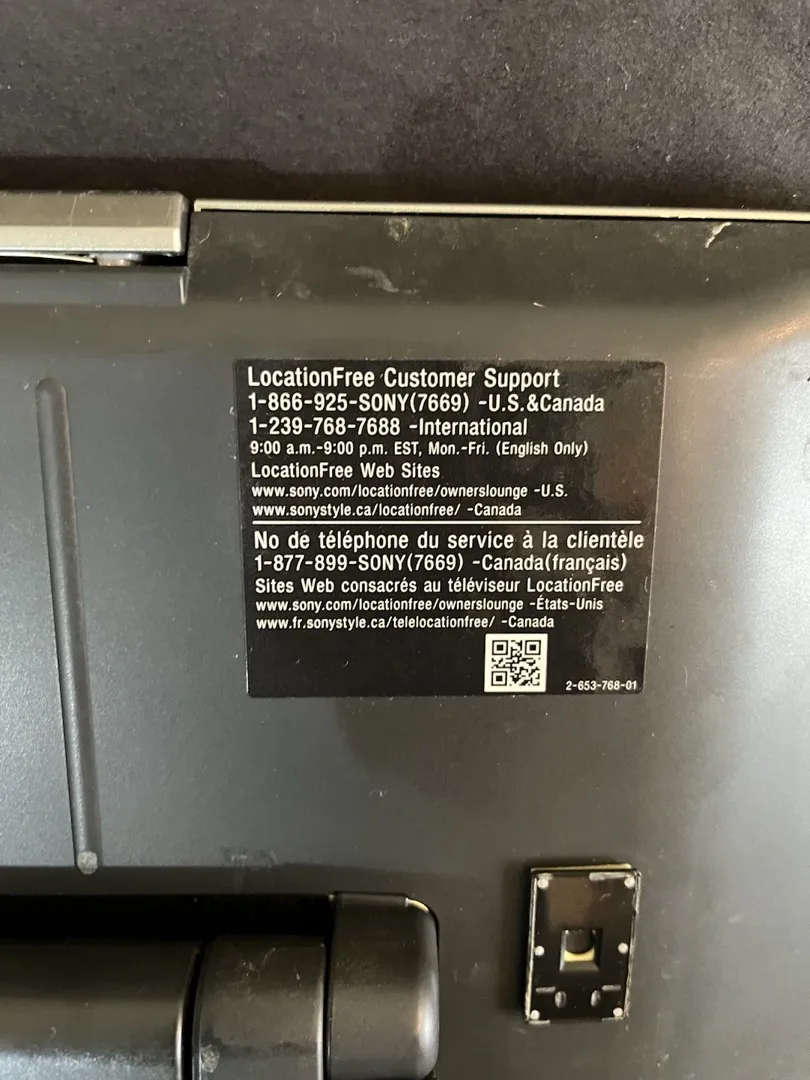 LocationFree Customer Support
1-866-925-SONY(7669) -U.S.&Canada
1-239-768-7688 -International
9:00 a.m.-9:00 p.m. EST, Mon.-Fri. (English Only)
LocationFree Web Sites
www.sony.com/locationfree/ownerslounge -U.S.
www.sonystyle.ca/locationfree/ -Canada
No de téléphone du service à la clientèle
1-877-899-SONY(7669) -Canada(français)
Sites Web consacrés au téléviseur LocationFree
www.sony.com/locationfree/ownerslounge -États-Unis
www.fr.sonystyle.ca/telelocationfree/ -Canada
2-653-768-01